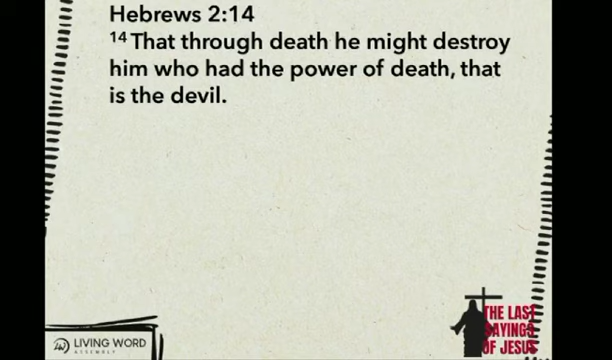 Hebrews 2:14
14 That through death he might destroy
him who had the power of death, that
is the devil.
LIVING WORD
ASSEMBLY
THE LAST
SAYINGS
OF JESUS